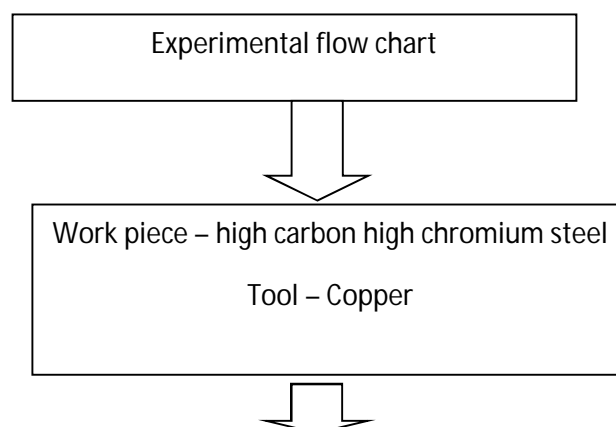 Experimental flow chart
Work piece – high carbon high chromium steel
Tool – Copper